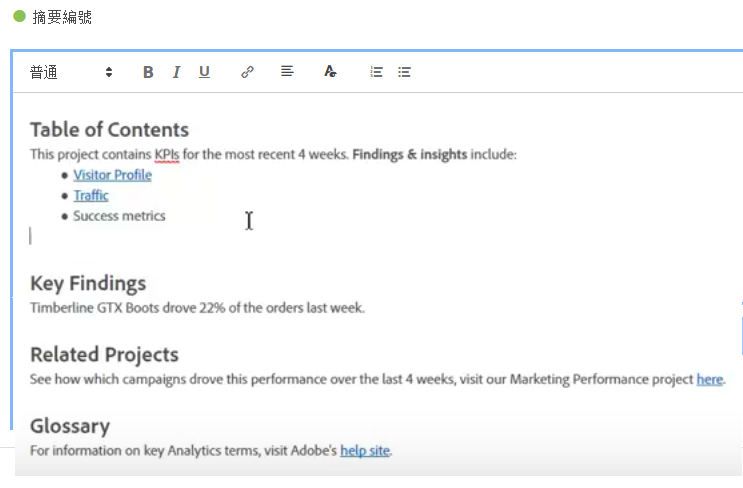 摘要編號
普通 B I U A
Table of Contents
This project contains KPIs for the most recent 4 weeks. Findings & insights include:
• Visitor Profile
• Traffic
• Success metrics
Key Findings
Timberline GTX Boots drove 22% of the orders last week.
Related Projects
See how which campaigns drove this performance over the last 4 weeks, visit our Marketing Performance project here.
Glossary
For information on key Analytics terms, visit Adobe's help site.